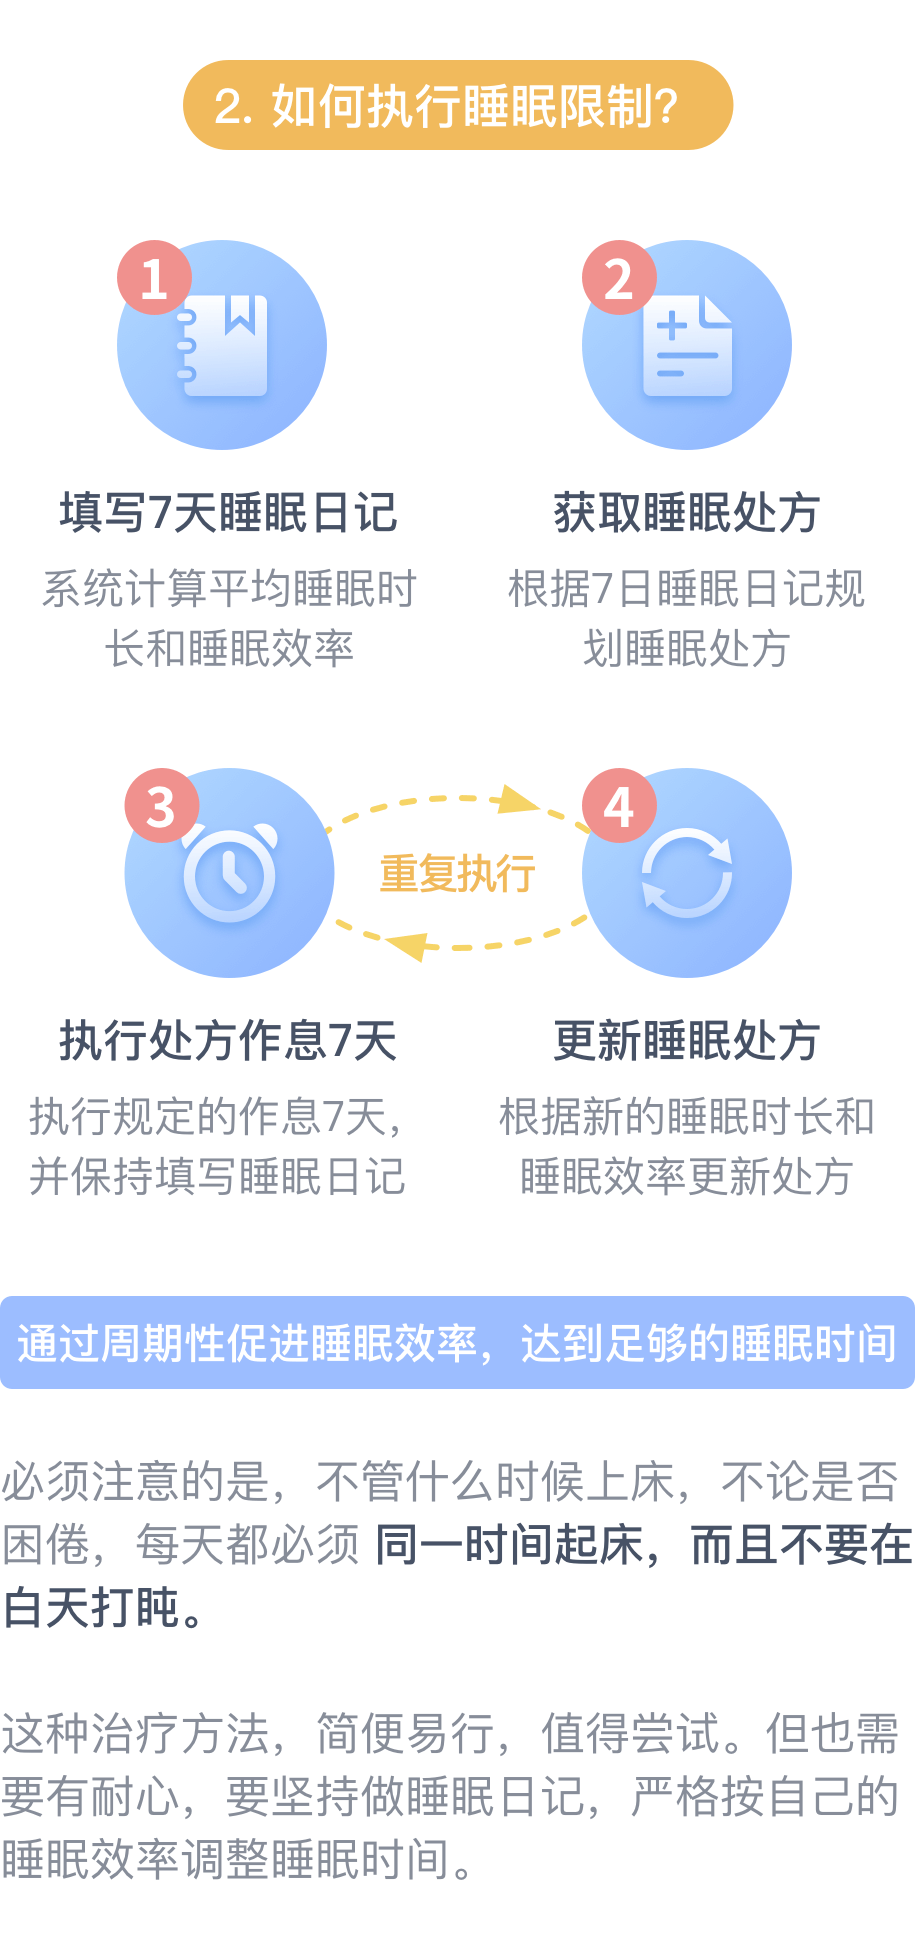 2. 如何执行睡眠限制?
1
2
填写7天睡眠日记
系统计算平均睡眠时
长和睡眠效率
获取睡眠处方
根据7日睡眠日记规
划睡眠处方
3
重复执行
4
执行处方作息7天
执行规定的作息7天，
并保持填写睡眠日记
更新睡眠处方
根据新的睡眠时长和
睡眠效率更新处方
通过周期性促进睡眠效率，达到足够的睡眠时间
必须注意的是，不管什么时候上床，不论是否
困倦，每天都必须 同一时间起床，而且不要在
白天打盹。
这种治疗方法，简便易行，值得尝试。但也需
要有耐心，要坚持做睡眠日记，严格按自己的
睡眠效率调整睡眠时间。